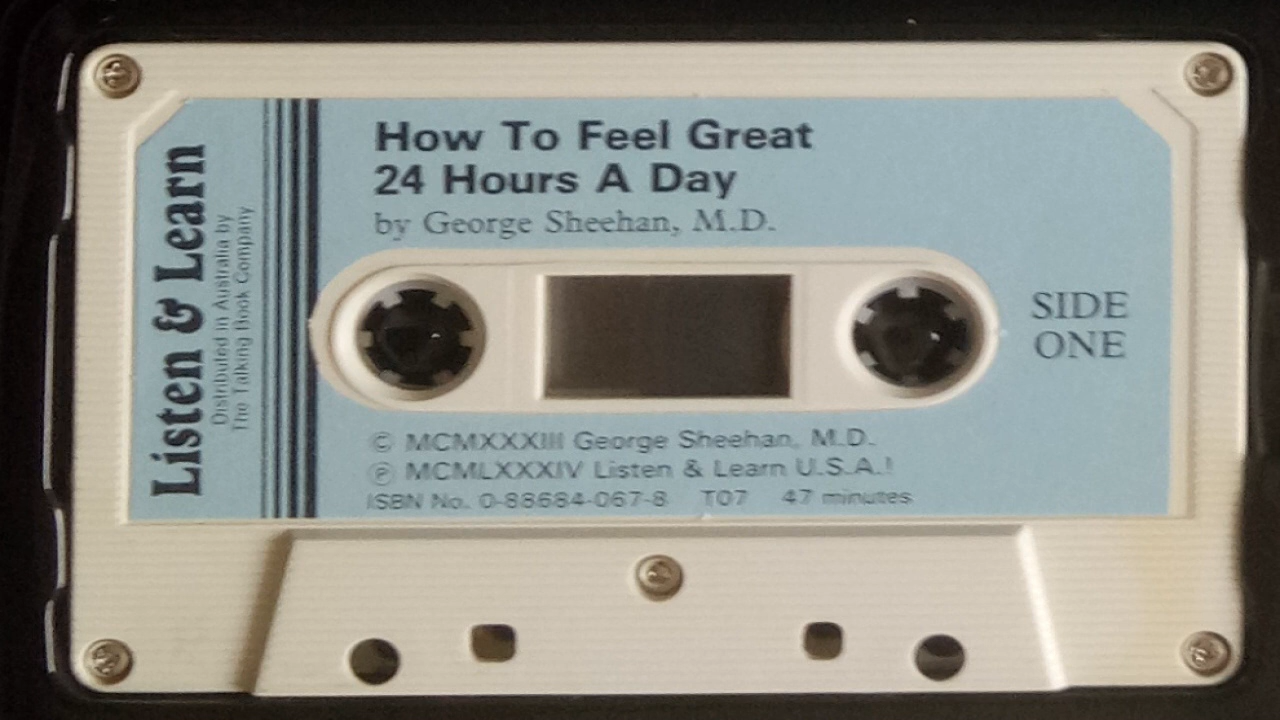 Listen & Learn
Distributed in Australia by
The Talking Book Company
How To Feel Great
24 Hours A Day
by George Sheehan, M.D.
SIDE
ONE
© MCMXXXIII George Sheehan, M.D.
℗ MCMLXXXIV Listen & Learn U.S.A.!
ISBN No. 0-88684-067-8 T07 47 minutes